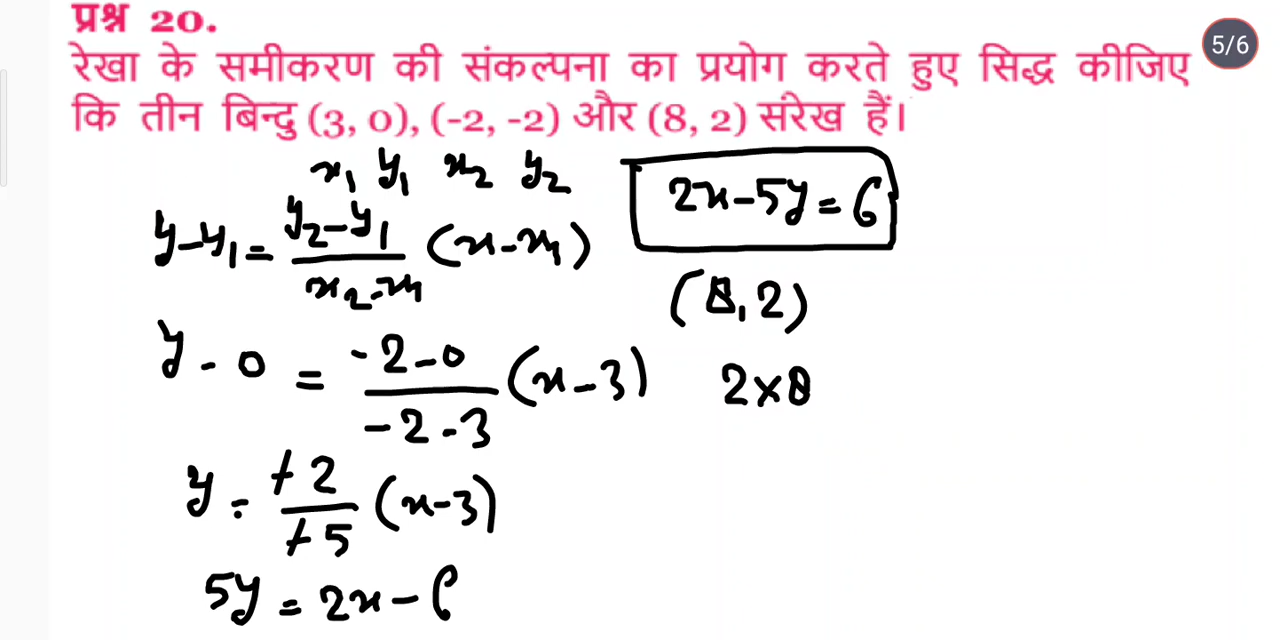 प्रश्न 20.
5/6
रेखा के समीकरण की संकल्पना का प्रयोग करते हुए सिद्ध कीजिए
कि तीन बिन्दु (3, 0), (-2, -2) और (8, 2) संरेख हैं।
x₁ y₁ x₂ y₂
y-y₁ = (y₂-y₁)/(x₂-x₁) (x-x₁)
y - 0 = (-2-0)/(-2-3) (x-3)
y = +2/+5 (x-3)
5y = 2x - 6
2x-5y=6
(8,2)
2×8